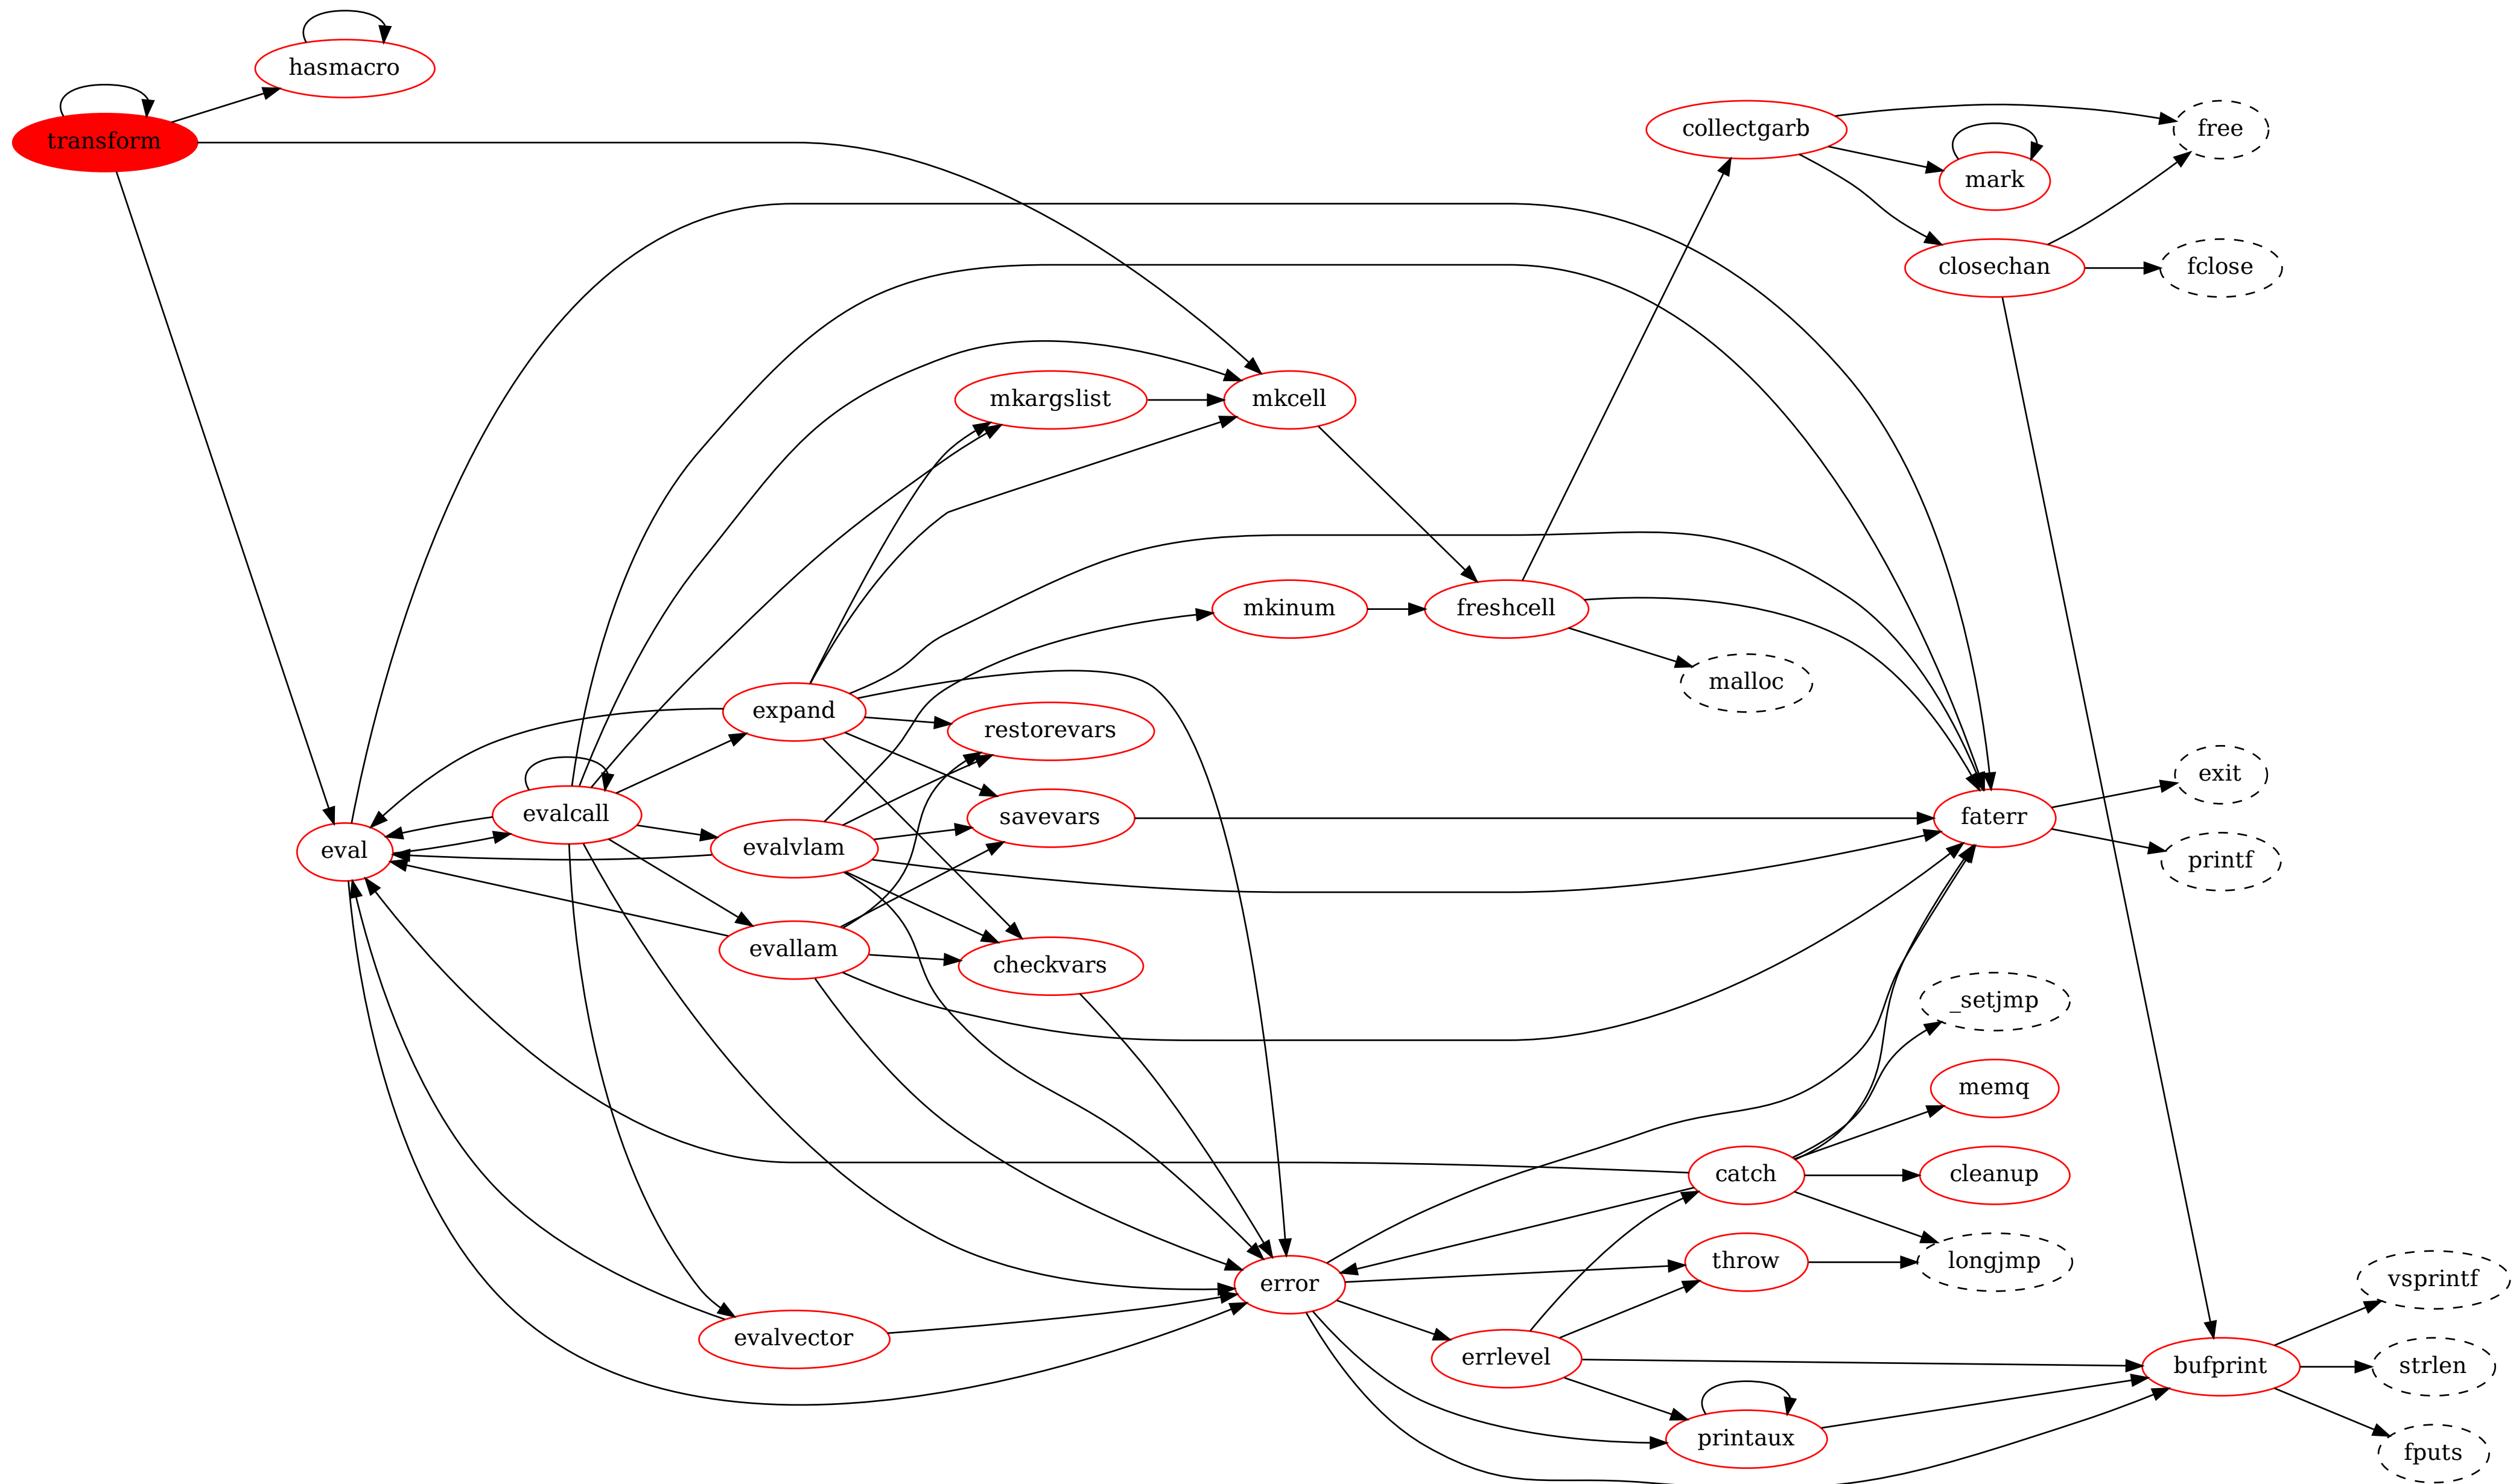 hasmacro
transform
collectgarb
free
mark
closechan
fclose
mkargslist
mkcell
mkinum
freshcell
malloc
expand
restorevars
evalcall
savevars
faterr
exit
eval
evalvlam
printf
evallam
checkvars
_setjmp
memq
catch
cleanup
throw
longjmp
error
vsprintf
evalvector
errlevel
bufprint
strlen
printaux
fputs